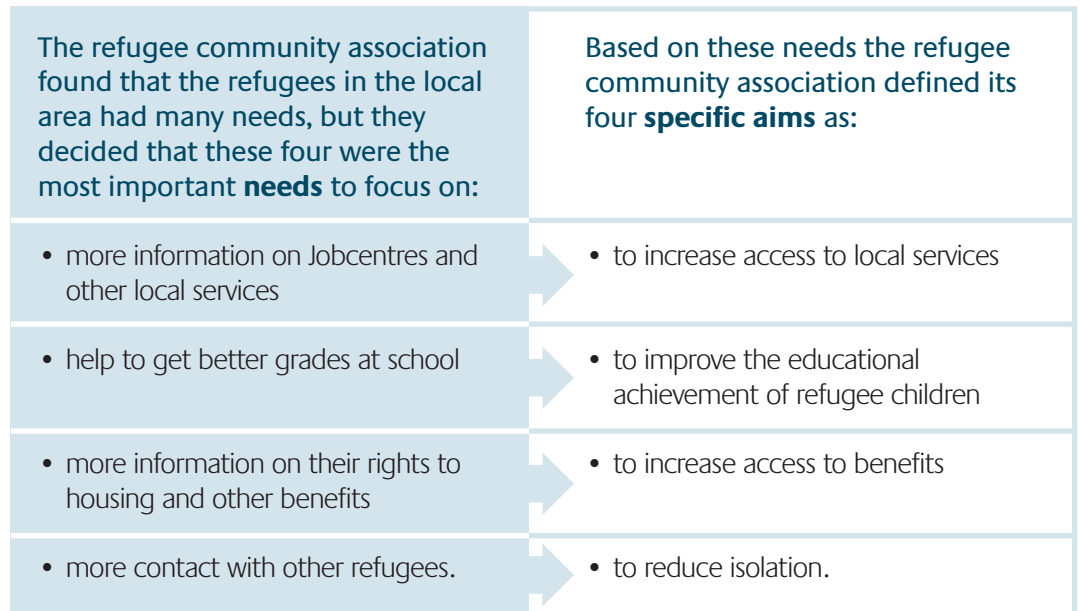 The refugee community association
found that the refugees in the local
area had many needs, but they
decided that these four were the
most important needs to focus on:
Based on these needs the refugee
community association defined its
four specific aims as:
• more information on Jobcentres and
other local services
• to increase access to local services
• help to get better grades at school
• to improve the educational
achievement of refugee children
• more information on their rights to
housing and other benefits
• to increase access to benefits
• more contact with other refugees.
• to reduce isolation.